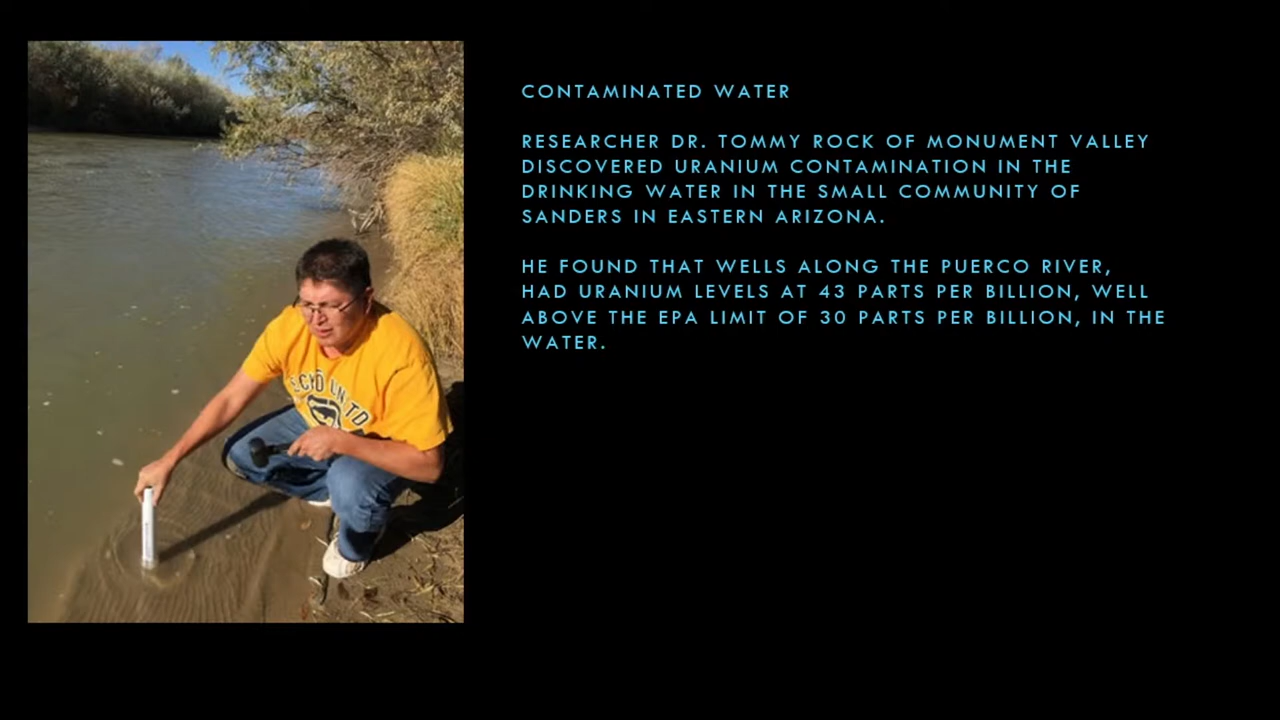 CONTAMINATED WATER
RESEARCHER DR. TOMMY ROCK OF MONUMENT VALLEY
DISCOVERED URANIUM CONTAMINATION IN THE
DRINKING WATER IN THE SMALL COMMUNITY OF
SANDERS IN EASTERN ARIZONA.
HE FOUND THAT WELLS ALONG THE PUERCO RIVER,
HAD URANIUM LEVELS AT 43 PARTS PER BILLION, WELL
ABOVE THE EPA LIMIT OF 30 PARTS PER BILLION, IN THE
WATER.